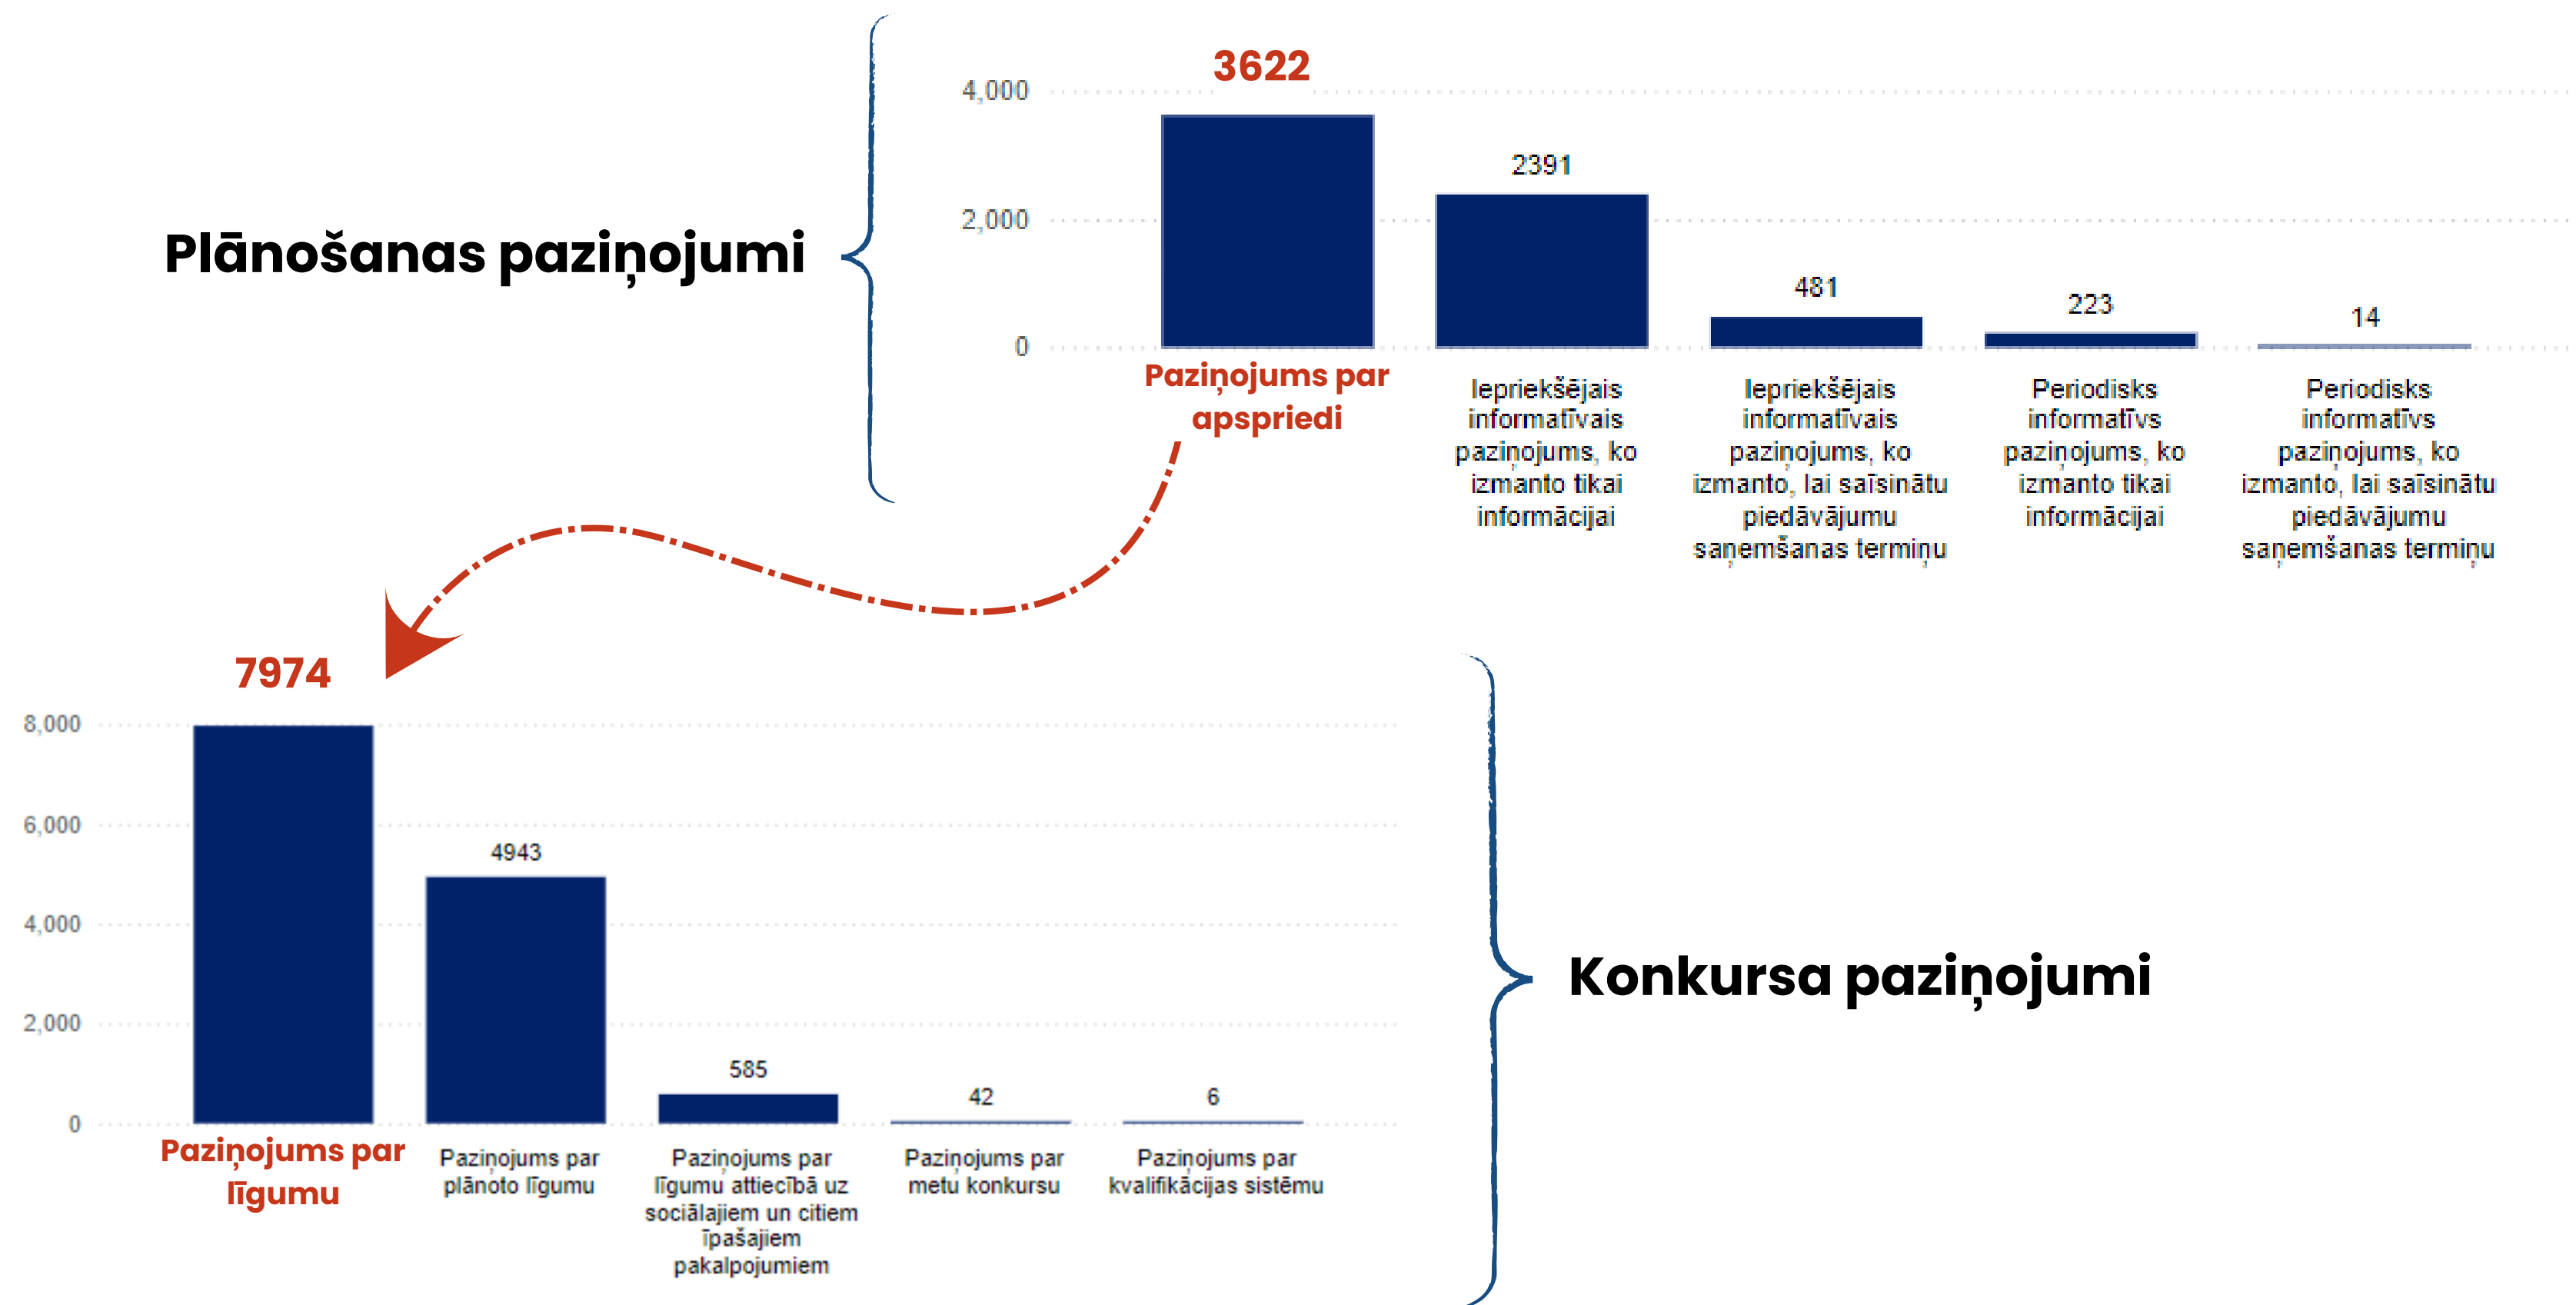 Plānošanas paziņojumi
3622
4,000
2,000
0
2391
481
223
14
Paziņojums par
apspriedi
Iepriekšējais
informatīvais
paziņojums, ko
izmanto tikai
informācijai
Iepriekšējais
informatīvais
paziņojums, ko
izmanto, lai saīsinātu
piedāvājumu
saņemšanas termiņu
Periodisks
informatīvs
paziņojums, ko
izmanto tikai
informācijai
Periodisks
informatīvs
paziņojums, ko
izmanto, lai saīsinātu
piedāvājumu
saņemšanas termiņu
7974
8,000
6,000
4,000
2,000
0
4943
585
42
6
Paziņojums par
līgumu
Paziņojums par
plānoto līgumu
Paziņojums par
līgumu attiecībā uz
sociālajiem un citiem
īpašajiem
pakalpojumiem
Paziņojums par
metu konkursu
Paziņojums par
kvalifikācijas sistēmu
Konkursa paziņojumi